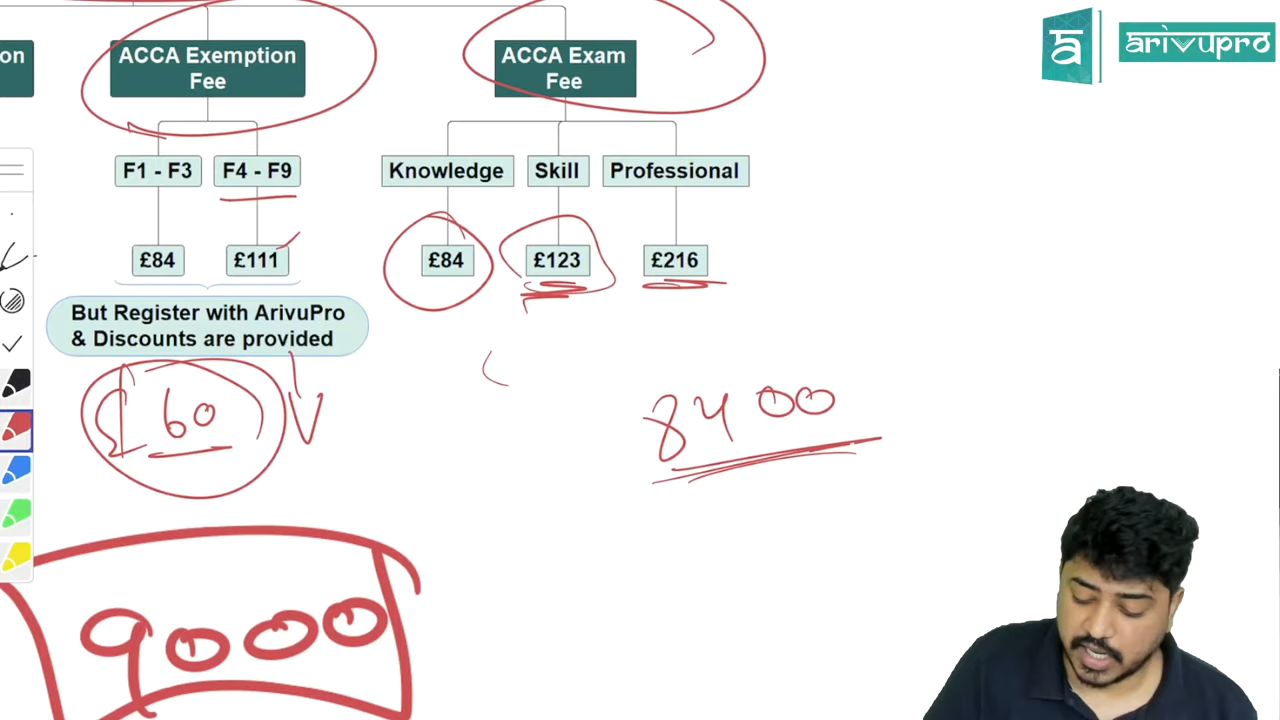 on
ACCA Exemption
Fee
ACCA Exam
Fee
a
arivupro
F1 - F3
F4 - F9
Knowledge
Skill
Professional
£84
£111
£84
£123
£216
But Register with ArivuPro
& Discounts are provided
£ 60
8400
9000